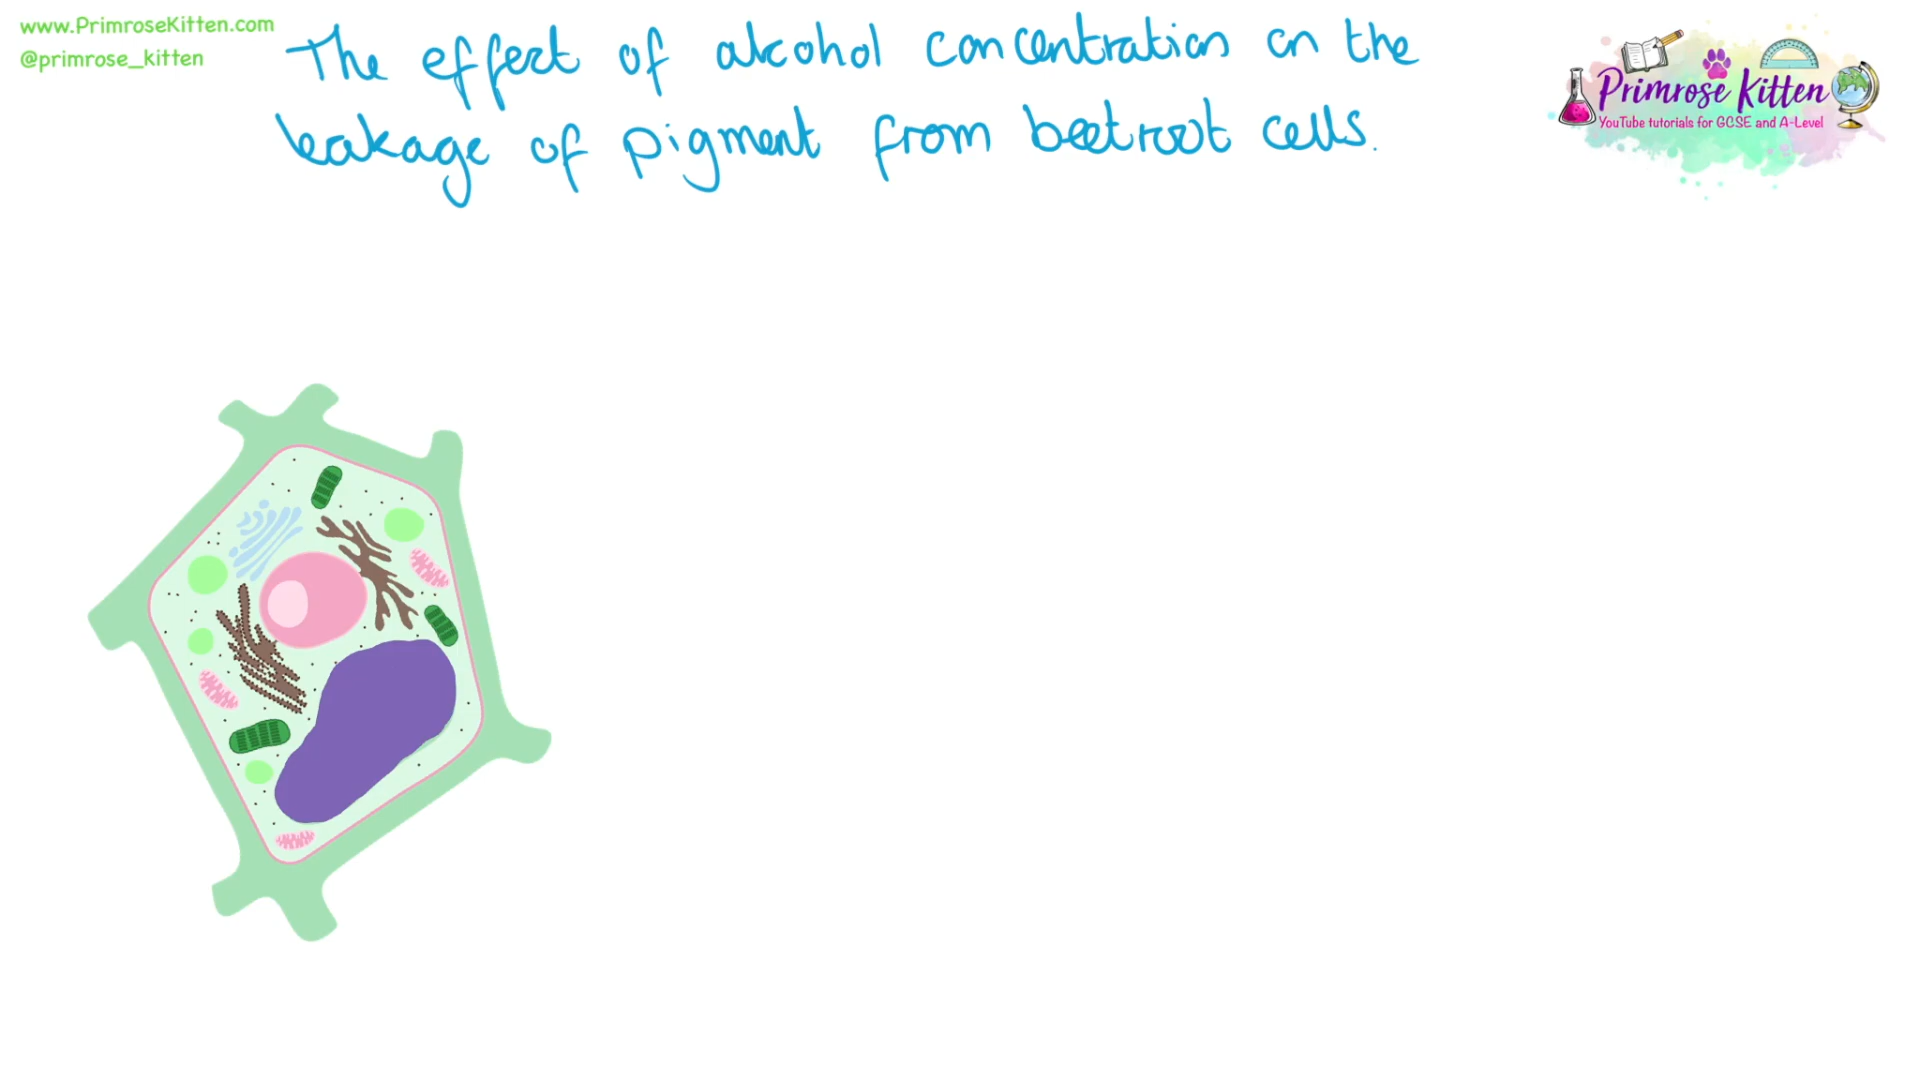 www.PrimroseKitten.com
@primrose_kitten
The effect of alcohol concentration on the
leakage of pigment from beetroot cells.
Primrose Kitten
YouTube tutorials for GCSE and A-Level